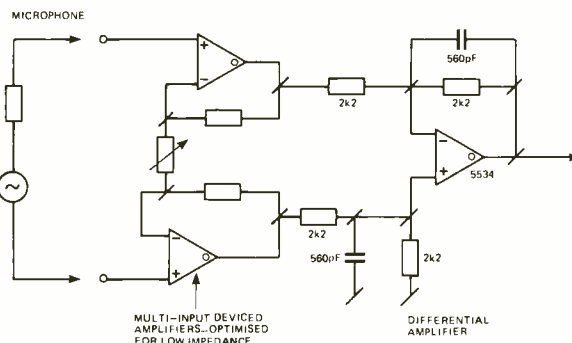 MICROPHONE
+
−
560pF
2k2
2k2
−
+
5534
−
+
2k2
560pF
2k2
MULTI-INPUT DEVICED
AMPLIFIERS-OPTIMISED
FOR LOW IMPEDANCE
DIFFERENTIAL
AMPLIFIER